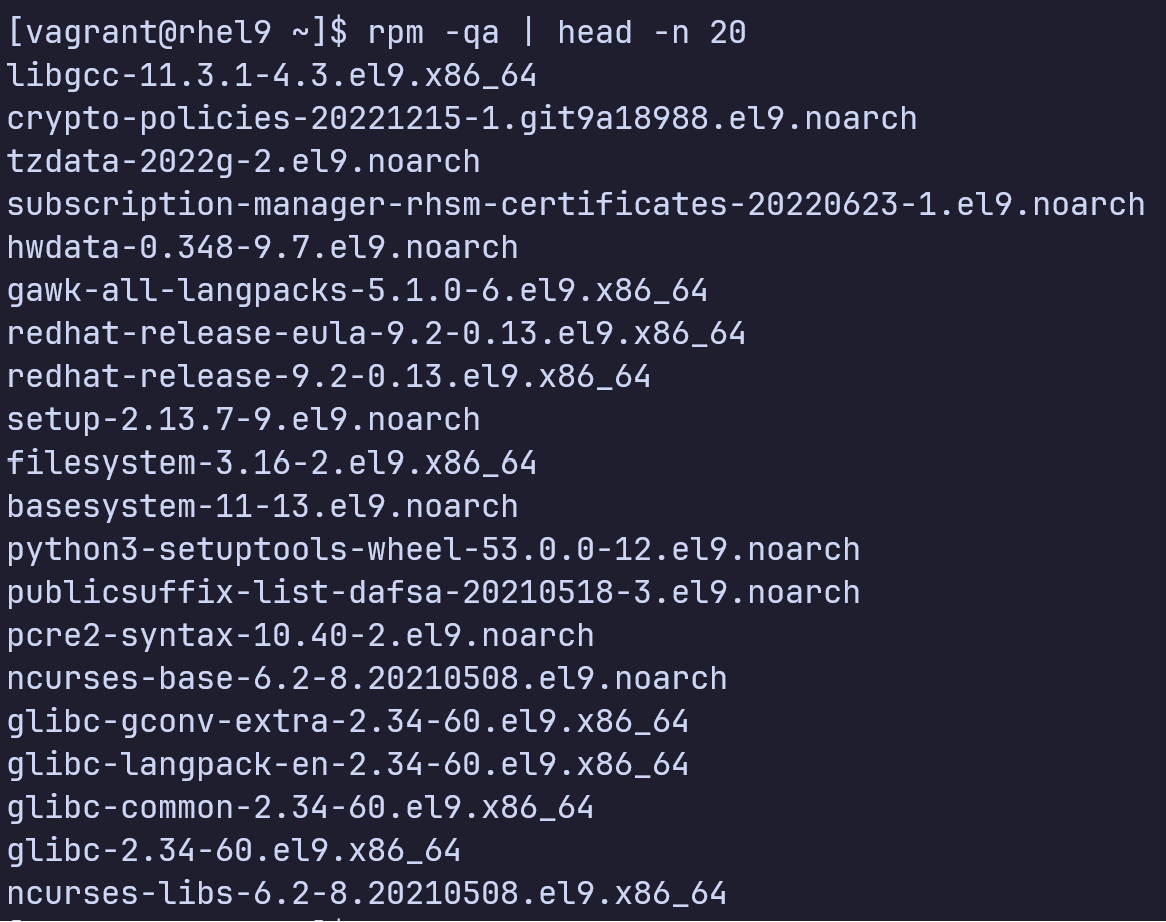 [vagrant@rhel9 ~]$ rpm -qa | head -n 20
libgcc-11.3.1-4.3.el9.x86_64
crypto-policies-20221215-1.git9a18988.el9.noarch
tzdata-2022g-2.el9.noarch
subscription-manager-rhsm-certificates-20220623-1.el9.noarch
hwdata-0.348-9.7.el9.noarch
gawk-all-langpacks-5.1.0-6.el9.x86_64
redhat-release-eula-9.2-0.13.el9.x86_64
redhat-release-9.2-0.13.el9.x86_64
setup-2.13.7-9.el9.noarch
filesystem-3.16-2.el9.x86_64
basesystem-11-13.el9.noarch
python3-setuptools-wheel-53.0.0-12.el9.noarch
publicsuffix-list-dafsa-20210518-3.el9.noarch
pcre2-syntax-10.40-2.el9.noarch
ncurses-base-6.2-8.20210508.el9.noarch
glibc-gconv-extra-2.34-60.el9.x86_64
glibc-langpack-en-2.34-60.el9.x86_64
glibc-common-2.34-60.el9.x86_64
glibc-2.34-60.el9.x86_64
ncurses-libs-6.2-8.20210508.el9.x86_64